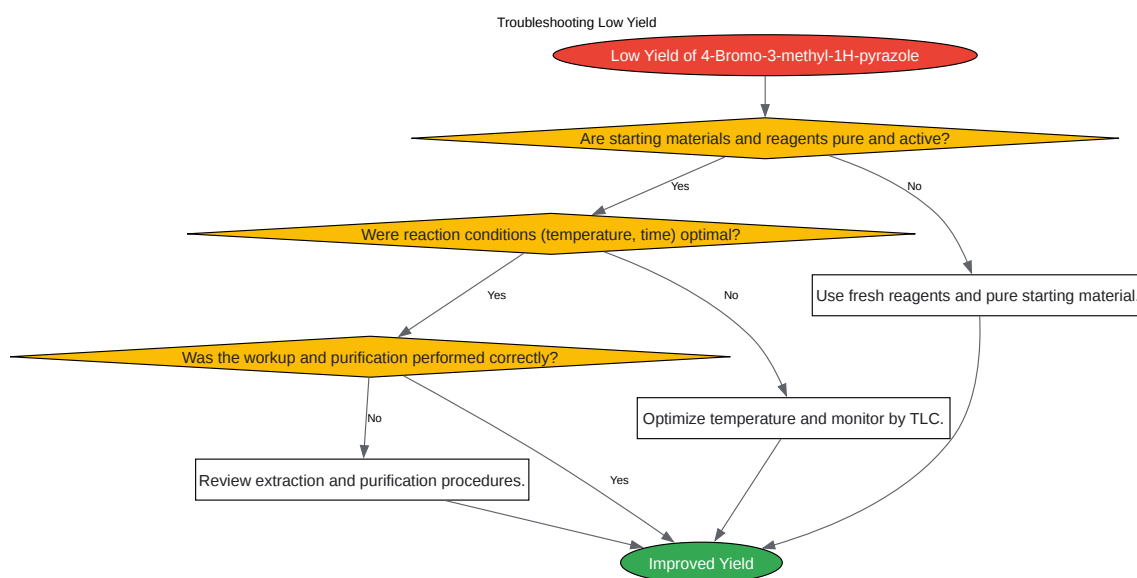 Troubleshooting Low Yield
Low Yield of 4-Bromo-3-methyl-1H-pyrazole
Are starting materials and reagents pure and active?
Yes
No
Were reaction conditions (temperature, time) optimal?
Use fresh reagents and pure starting material.
Yes
No
Was the workup and purification performed correctly?
Optimize temperature and monitor by TLC.
No
Review extraction and purification procedures.
Yes
Improved Yield